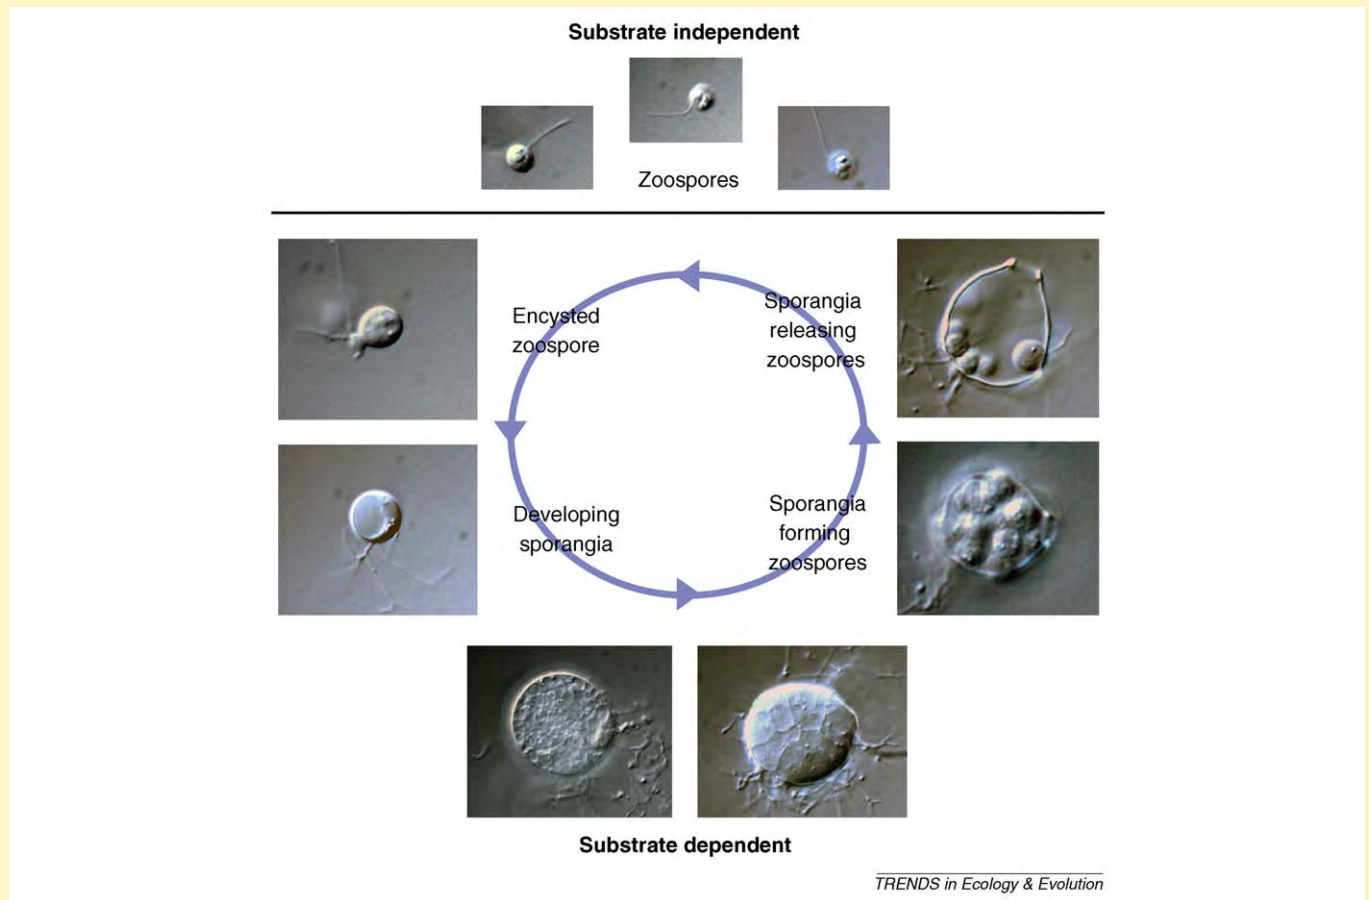 Substrate independent
Zoospores
Encysted
zoospore
Sporangia
releasing
zoospores
Developing
sporangia
Sporangia
forming
zoospores
Substrate dependent
TRENDS in Ecology & Evolution